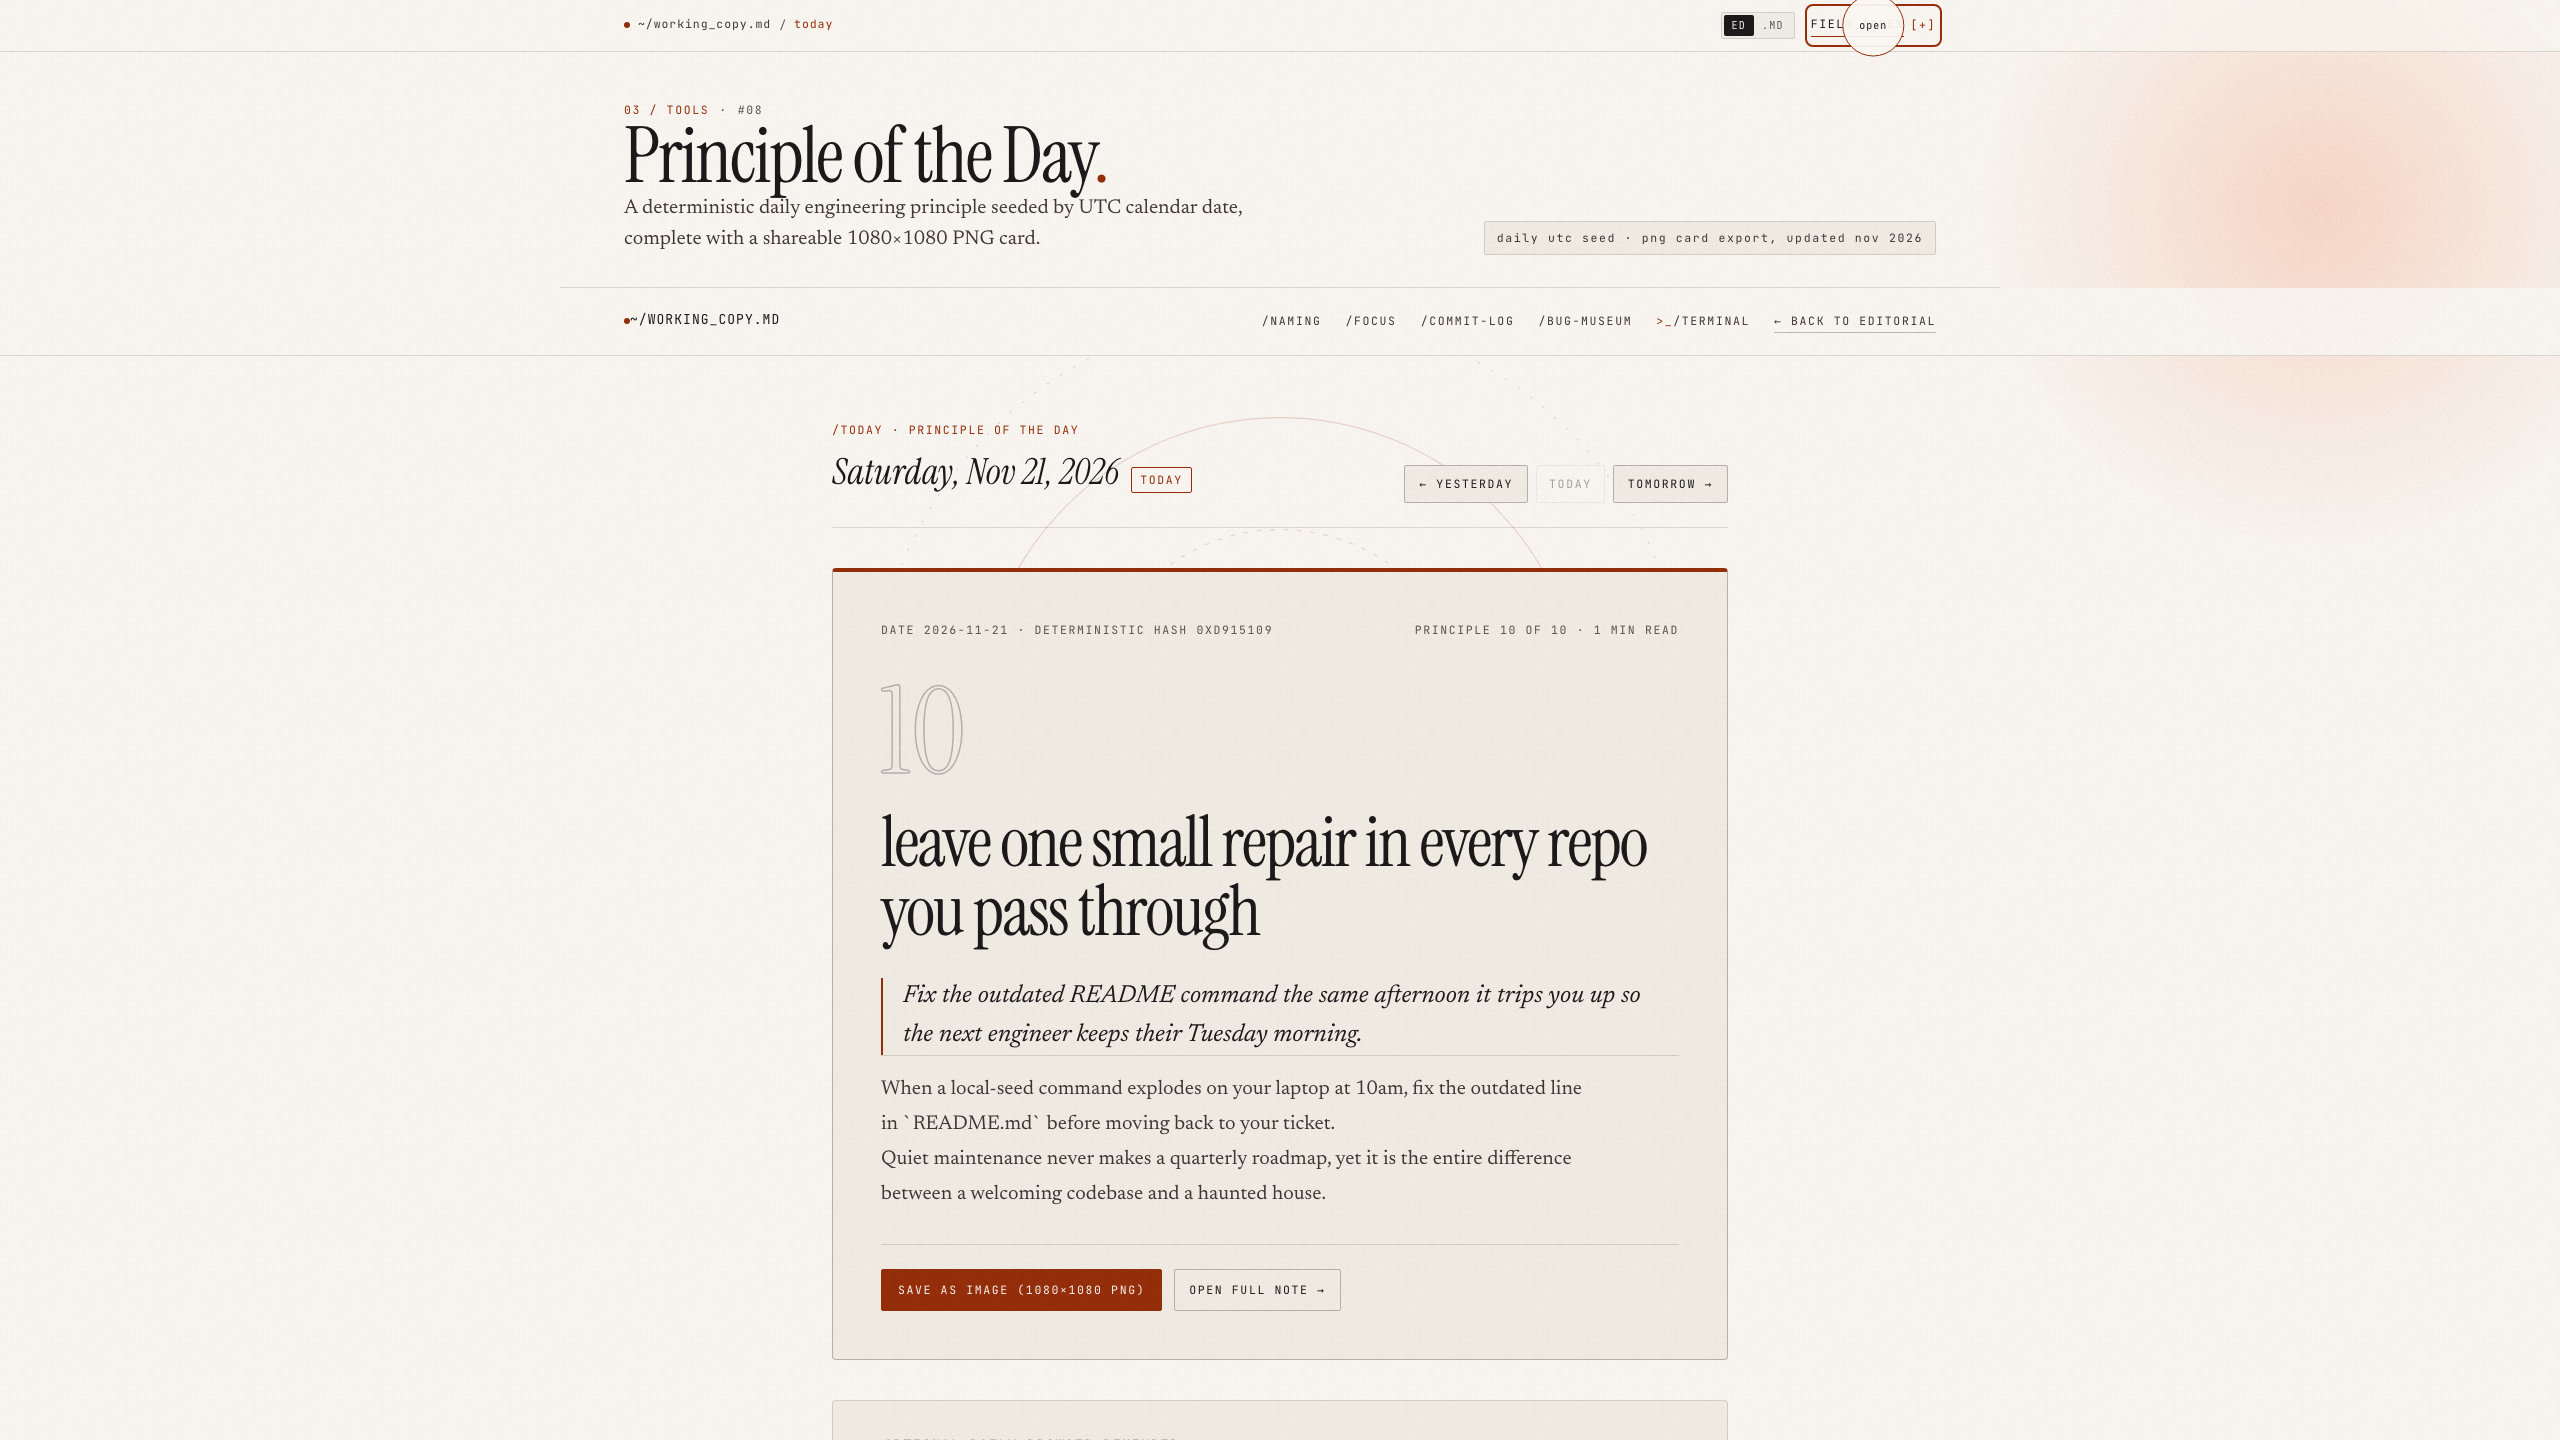 ~/working_copy.md / today
ED .MD
open [+]
03 / TOOLS · #08
Principle of the Day.
A deterministic daily engineering principle seeded by UTC calendar date,
complete with a shareable 1080×1080 PNG card.
daily utc seed · png card export, updated nov 2026
~/WORKING_COPY.MD
/NAMING /FOCUS /COMMIT-LOG /BUG-MUSEUM >_/TERMINAL ← BACK TO EDITORIAL
/TODAY · PRINCIPLE OF THE DAY
Saturday, Nov 21, 2026 TODAY
← YESTERDAY TODAY TOMORROW →
DATE 2026-11-21 · DETERMINISTIC HASH 0XD915109
PRINCIPLE 10 OF 10 · 1 MIN READ
10
leave one small repair in every repo
you pass through
Fix the outdated README command the same afternoon it trips you up so
the next engineer keeps their Tuesday morning.
When a local-seed command explodes on your laptop at 10am, fix the outdated line
in `README.md` before moving back to your ticket.
Quiet maintenance never makes a quarterly roadmap, yet it is the entire difference
between a welcoming codebase and a haunted house.
SAVE AS IMAGE (1080×1080 PNG)
OPEN FULL NOTE →